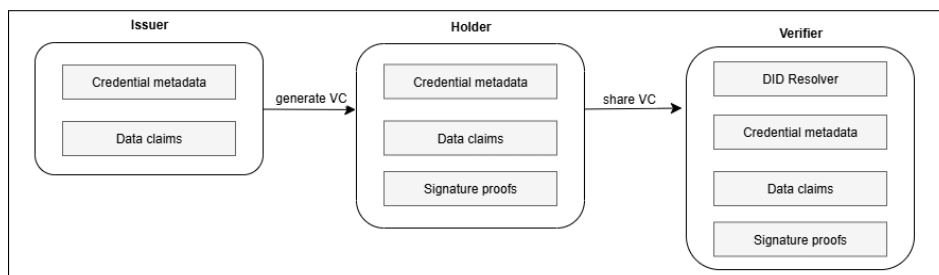 Issuer
Credential metadata
Data claims
generate VC
Holder
Credential metadata
Data claims
Signature proofs
share VC
Verifier
DID Resolver
Credential metadata
Data claims
Signature proofs